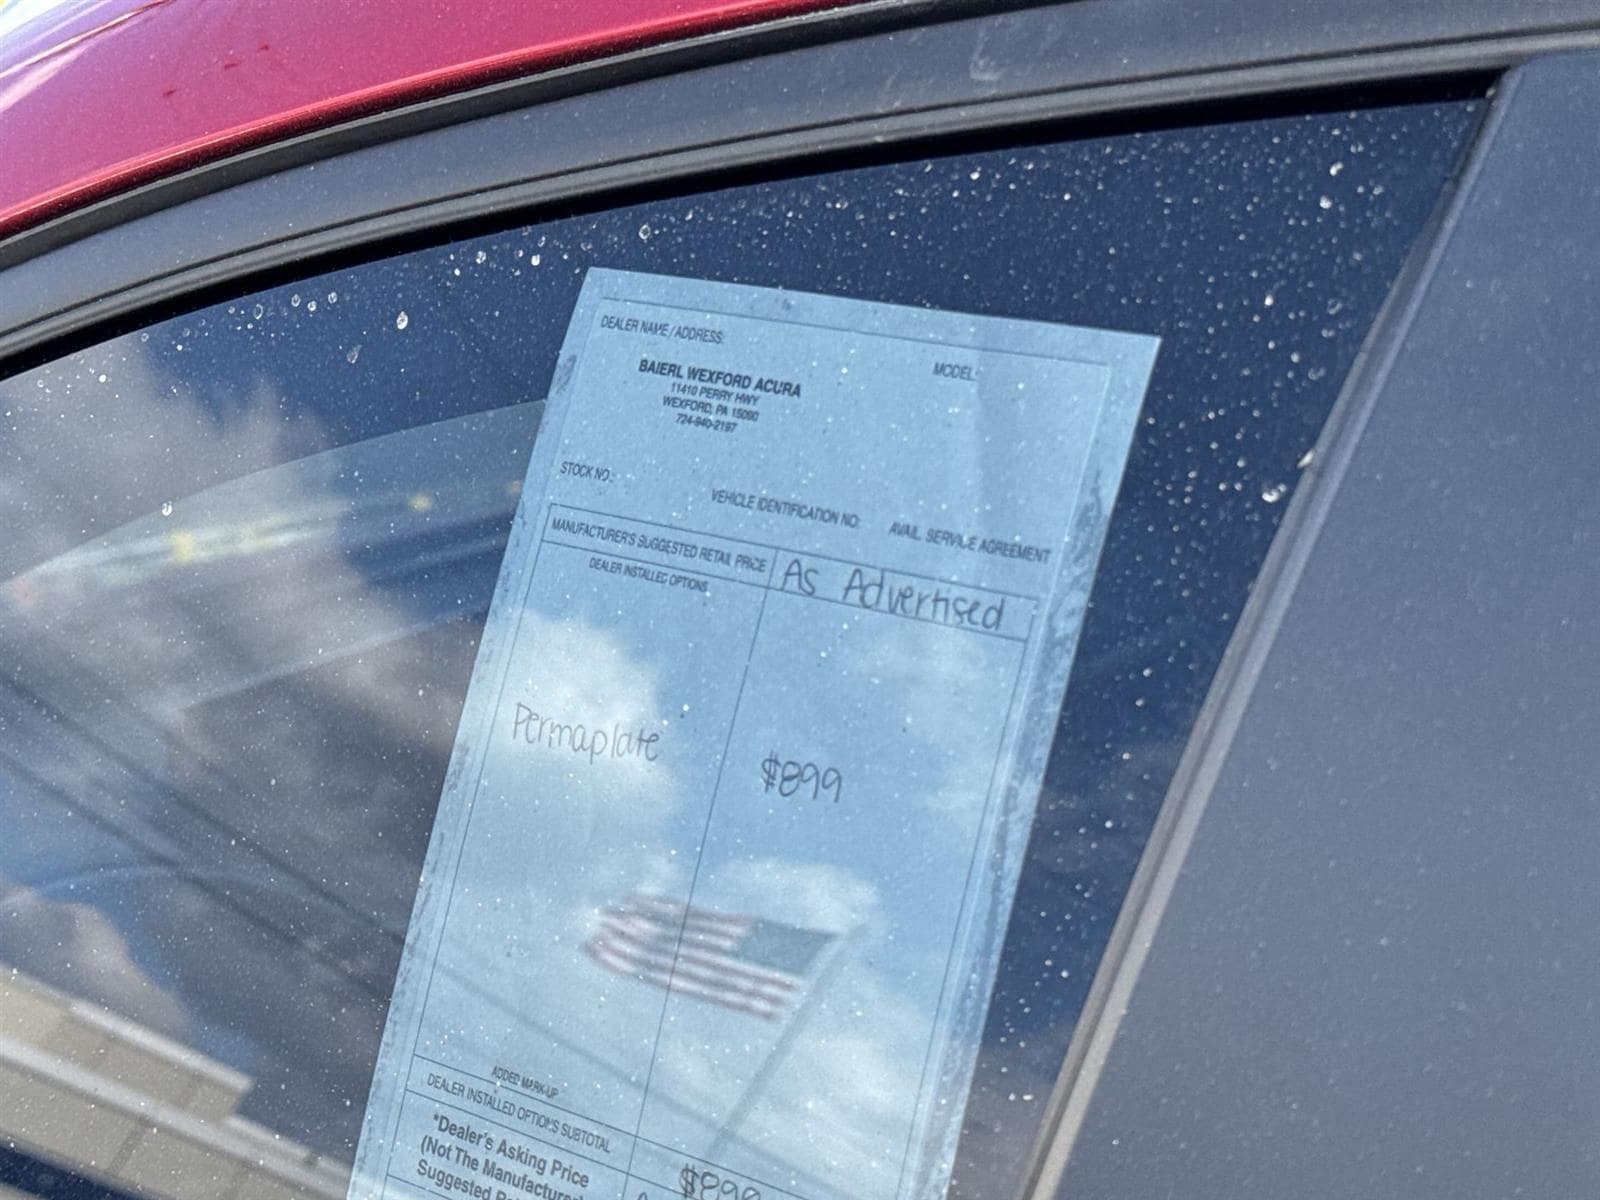 DEALER NAME / ADDRESS:
MODEL:
BAIERL WEXFORD ACURA
11410 PERRY HWY
WEXFORD, PA 15090
724-940-2197
STOCK NO.:
VEHICLE IDENTIFICATION NO:
AVAIL. SERVICE AGREEMENT
MANUFACTURER'S SUGGESTED RETAIL PRICE
As Advertised
DEALER INSTALLED OPTIONS
Permaplate
$899
ADDED MARK-UP
DEALER INSTALLED OPTIONS SUBTOTAL
$899
*Dealer's Asking Price
(Not The Manufacturer
Suggested